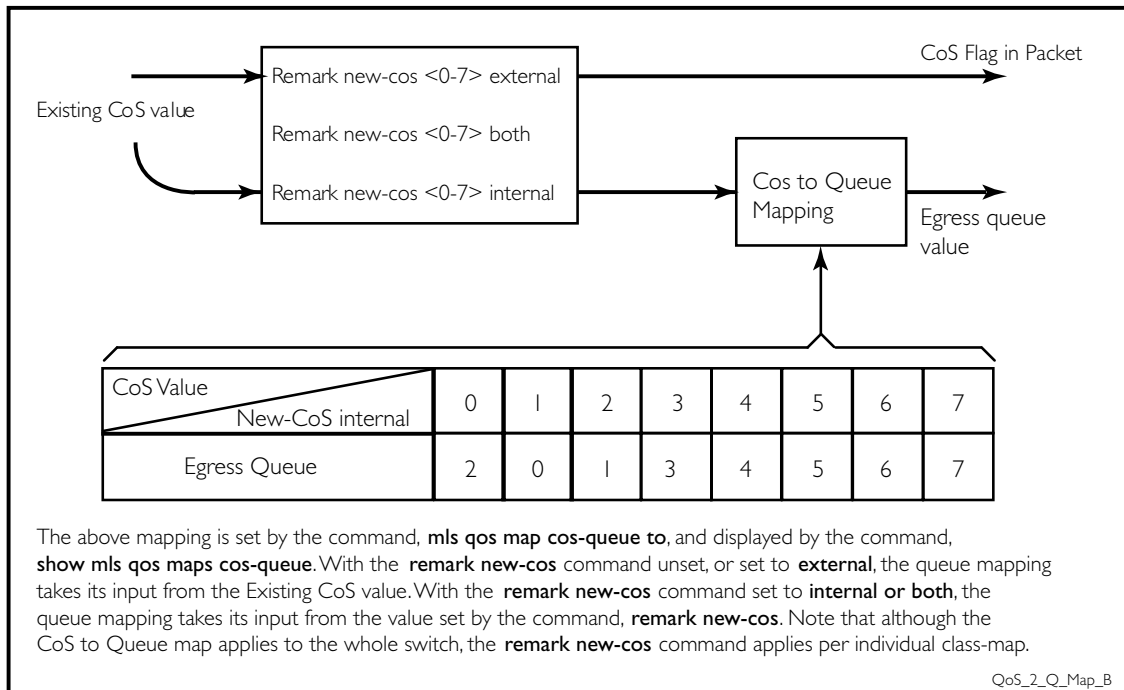 CoS Flag in Packet
Remark new-cos <0-7> external
Existing CoS value
Remark new-cos <0-7> both
Remark new-cos <0-7> internal
Cos to Queue
Mapping
Egress queue
value
CoS Value
New-CoS internal
0 1 2 3 4 5 6 7
Egress Queue 2 0 1 3 4 5 6 7
The above mapping is set by the command, mls qos map cos-queue to, and displayed by the command,
show mls qos maps cos-queue. With the remark new-cos command unset, or set to external, the queue mapping
takes its input from the Existing CoS value. With the remark new-cos command set to internal or both, the
queue mapping takes its input from the value set by the command, remark new-cos. Note that although the
CoS to Queue map applies to the whole switch, the remark new-cos command applies per individual class-map.
QoS_2_Q_Map_B